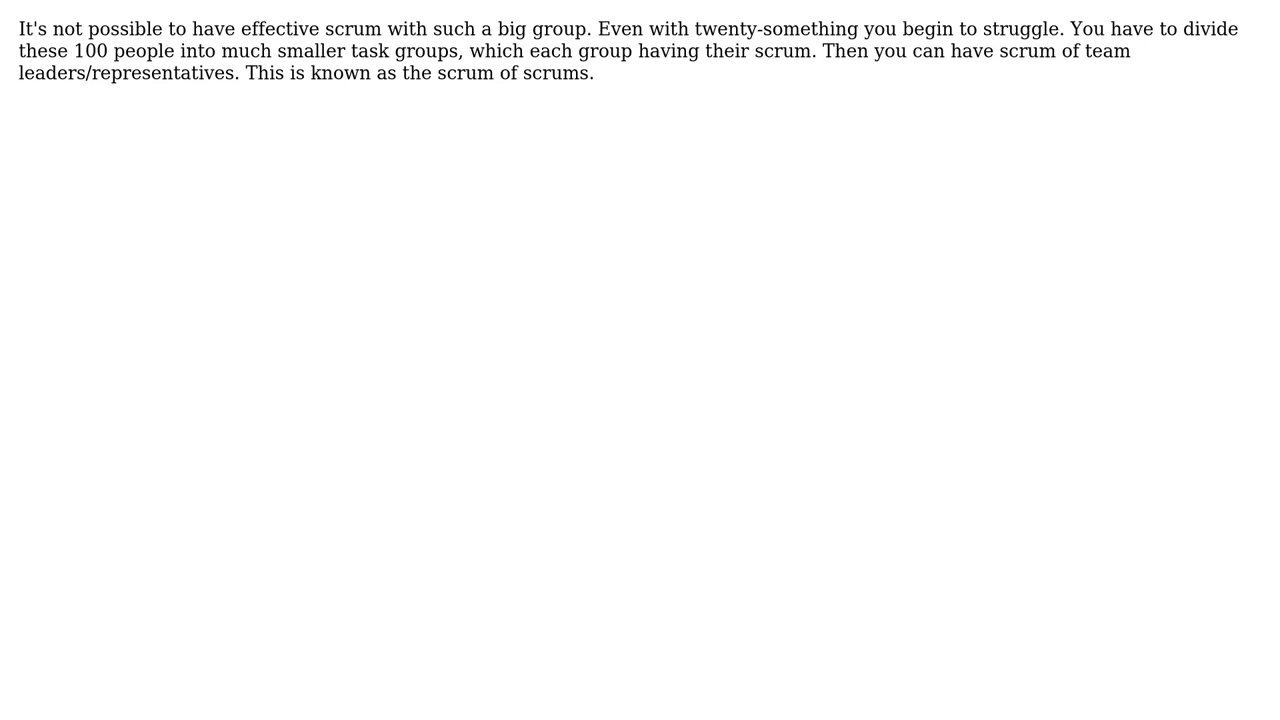 It's not possible to have effective scrum with such a big group. Even with twenty-something you begin to struggle. You have to divide
these 100 people into much smaller task groups, which each group having their scrum. Then you can have scrum of team
leaders/representatives. This is known as the scrum of scrums.